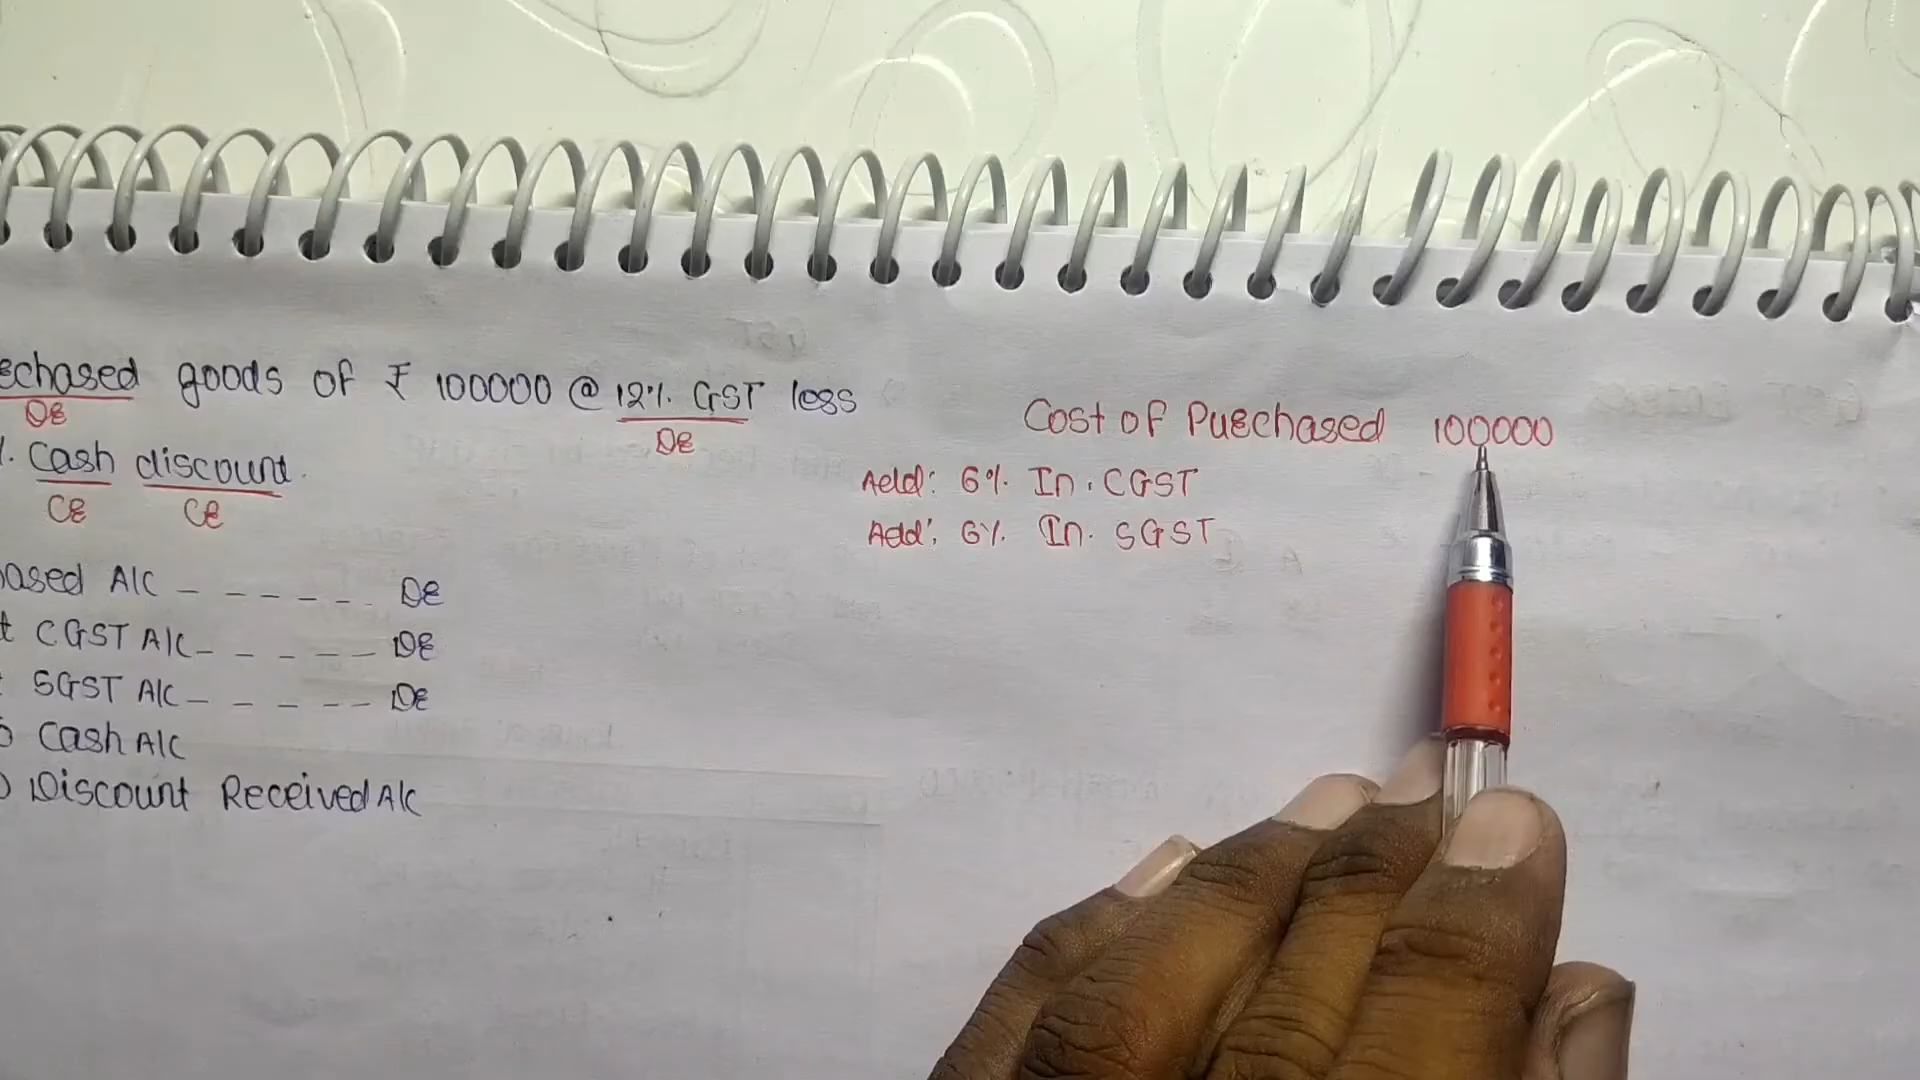 chased goods of ₹ 100000 @ 12% GST less
Dr Dr
%. Cash discount.
Cr Cr
ased A/C - - - - - - Dr
t CGST A/C - - - - - Dr
t SGST A/C - - - - - Dr
o Cash A/C
o Discount Received A/C
Cost of Purchased 100000
Add: 6% In. CGST
Add: 6% In. SGST